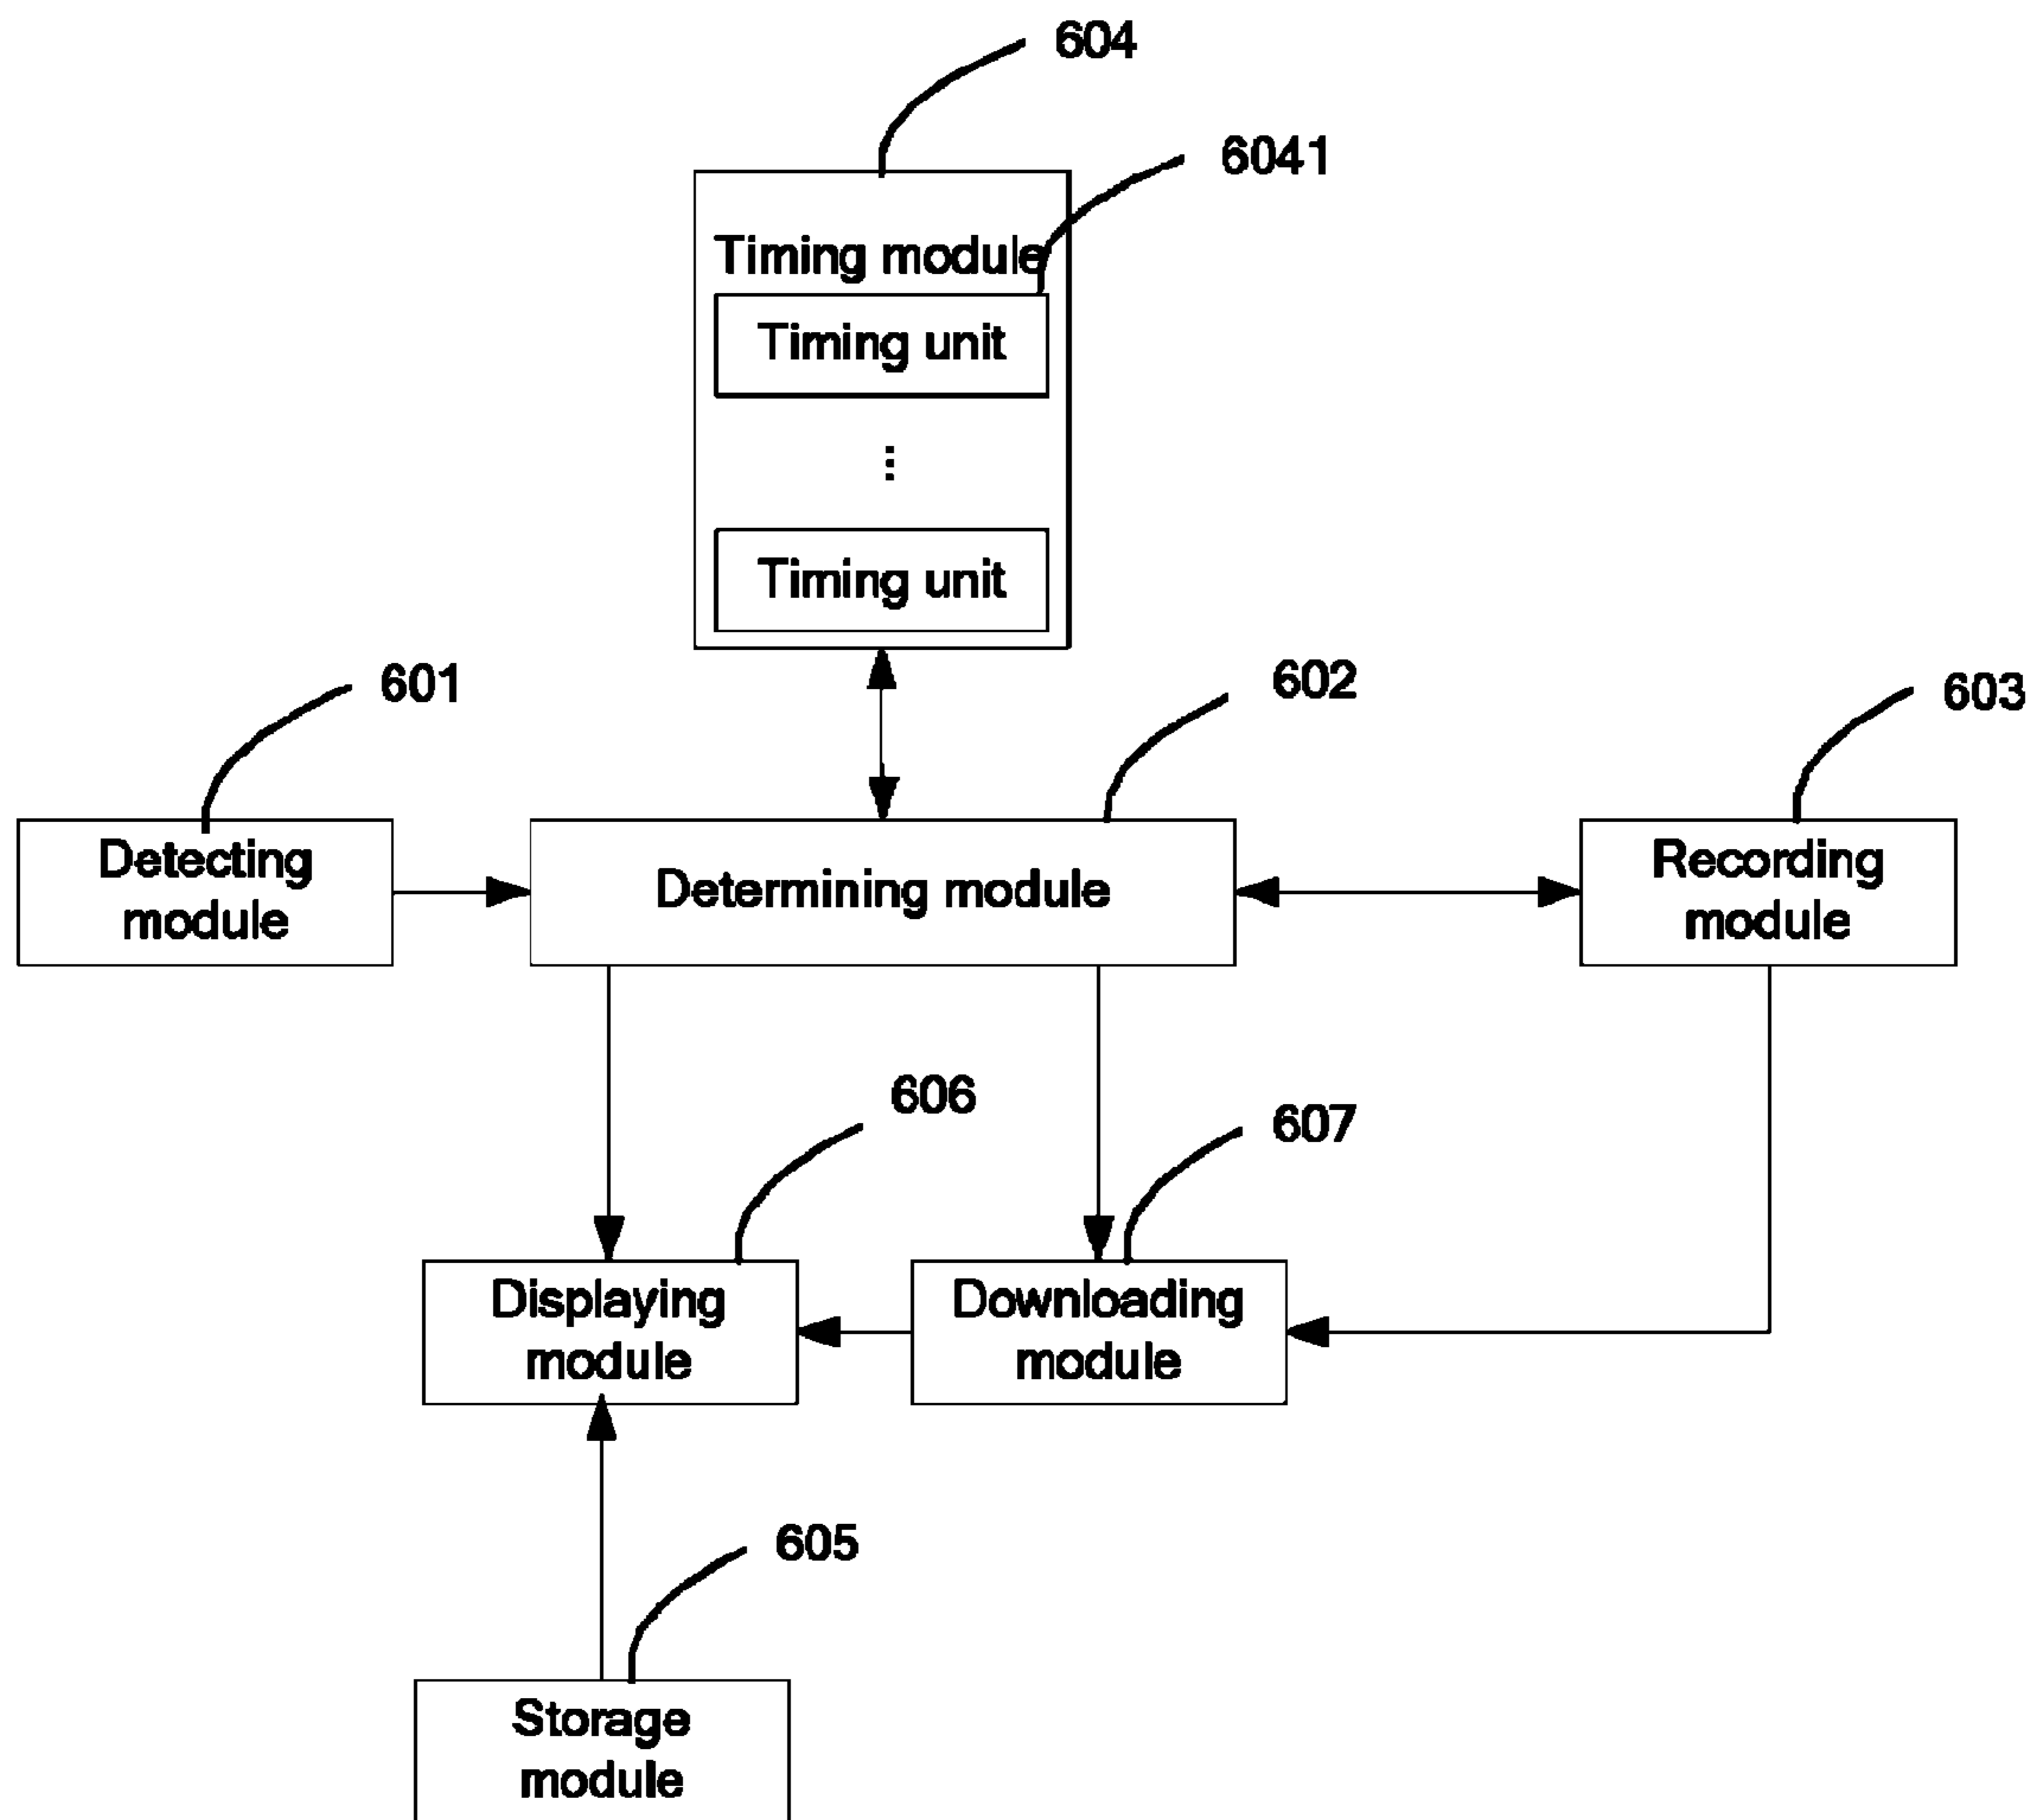 604
6041
Timing module
Timing unit
⋮
Timing unit
601
602
603
Detecting
module
Determining module
Recording
module
606
607
Displaying
module
Downloading
module
605
Storage
module